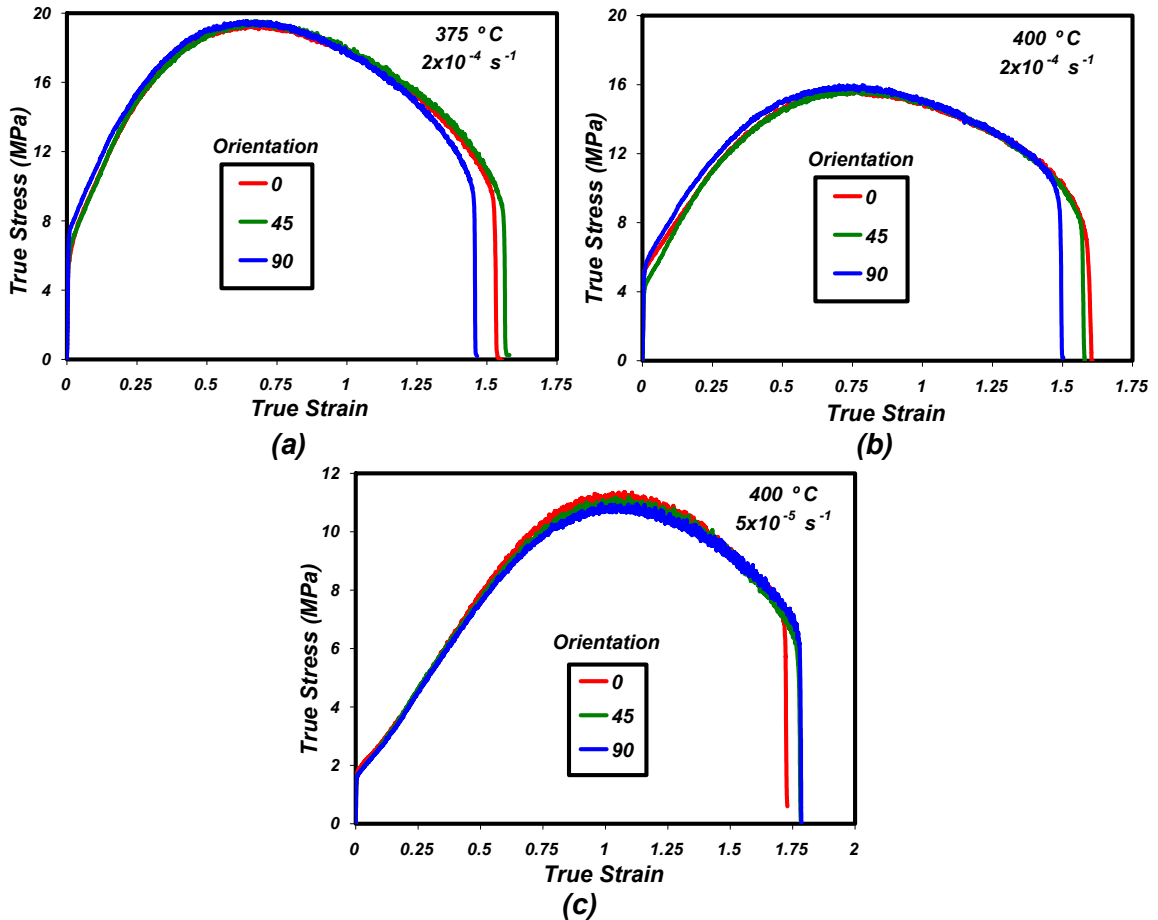 20
16
12
8
4
0
True Stress (MPa)
375 ºC
2x10⁻⁴ s⁻¹
Orientation
0
45
90
0 0.25 0.5 0.75 1 1.25 1.5 1.75
True Strain
(a)
20
16
12
8
4
0
True Stress (MPa)
400 ºC
2x10⁻⁴ s⁻¹
Orientation
0
45
90
0 0.25 0.5 0.75 1 1.25 1.5 1.75
True Strain
(b)
12
10
8
6
4
2
0
True Stress (MPa)
400 ºC
5x10⁻⁵ s⁻¹
Orientation
0
45
90
0 0.25 0.5 0.75 1 1.25 1.5 1.75 2
True Strain
(c)